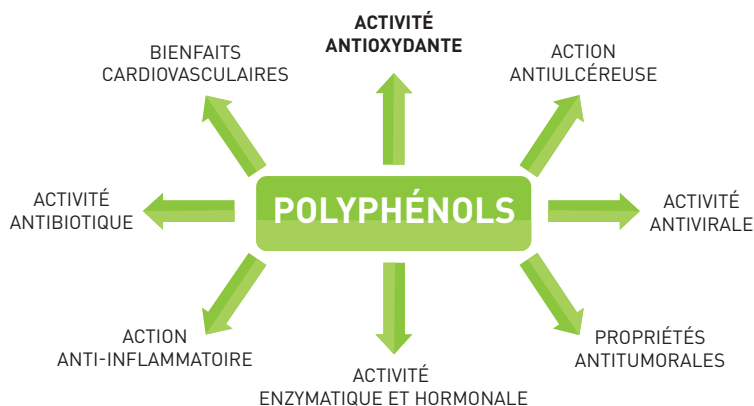 ACTIVITÉ
ANTIOXYDANTE
BIENFAITS
CARDIOVASCULAIRES
ACTION
ANTIULCÉREUSE
ACTIVITÉ
ANTIBIOTIQUE
POLYPHÉNOLS
ACTIVITÉ
ANTIVIRALE
ACTION
ANTI-INFLAMMATOIRE
ACTIVITÉ
ENZYMATIQUE ET HORMONALE
PROPRIÉTÉS
ANTITUMORALES